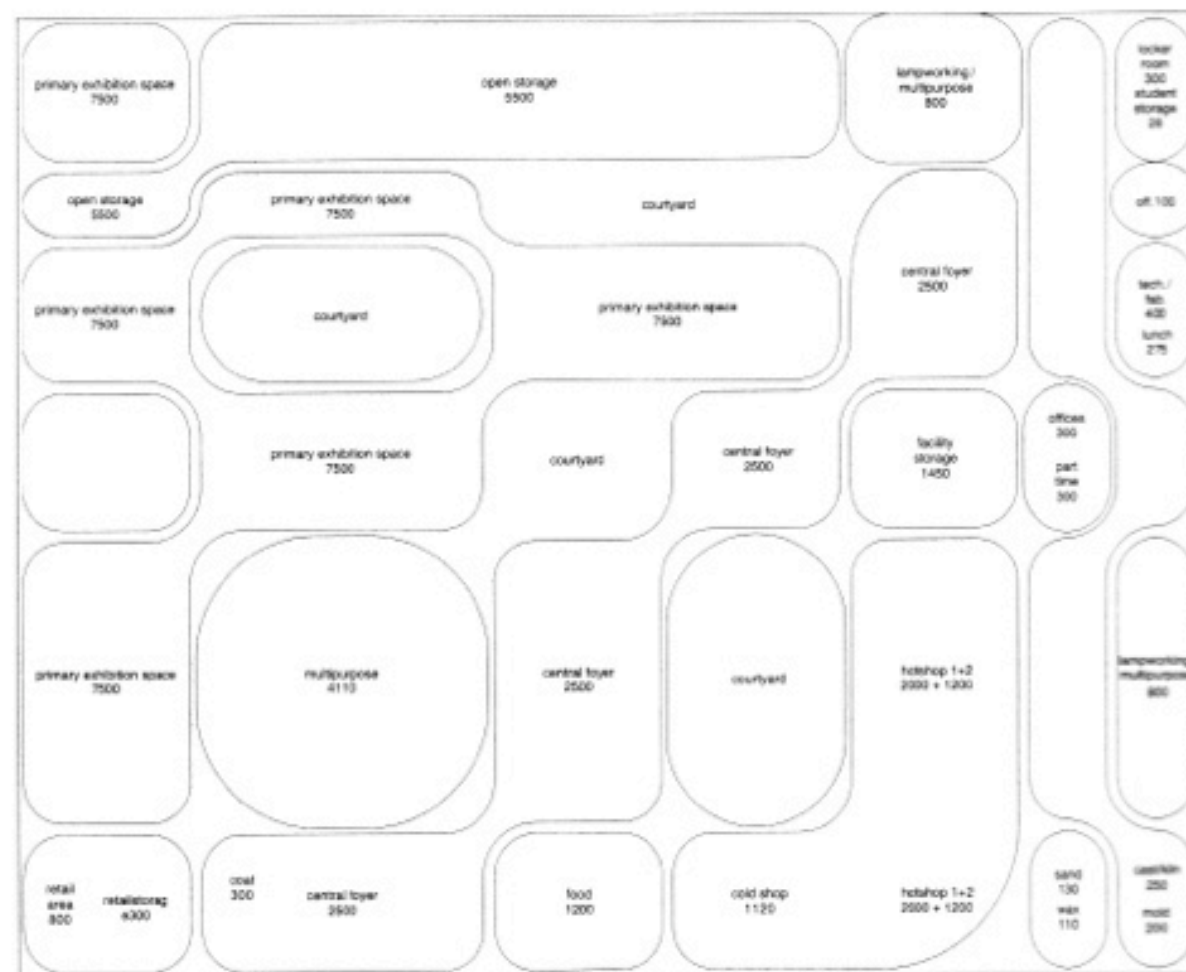 primary exhibition space
7500
open storage
5500
lampworking /
multipurpose
800
locker
room
300
student
storage
28
open storage
5500
primary exhibition space
7500
courtyard
off. 100
primary exhibition space
7500
courtyard
primary exhibition space
7500
central foyer
2500
tech. /
fab.
400
lunch
275
primary exhibition space
7500
courtyard
central foyer
2500
facility
storage
1450
offices
300
part
time
300
primary exhibition space
7500
multipurpose
4110
central foyer
2500
courtyard
hotshop 1+2
2000 + 1200
lampworking
multipurpose
800
retail
area
800
retailstorag
e300
coat
300
central foyer
2500
food
1200
cold shop
1120
hotshop 1+2
2000 + 1200
sand
130
wax
110
250
mold
200